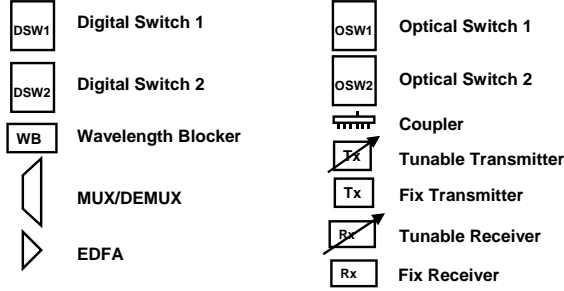 DSW1 Digital Switch 1
DSW2 Digital Switch 2
WB Wavelength Blocker
MUX/DEMUX
EDFA
OSW1 Optical Switch 1
OSW2 Optical Switch 2
Coupler
Tx Tunable Transmitter
Tx Fix Transmitter
Rx Tunable Receiver
Rx Fix Receiver